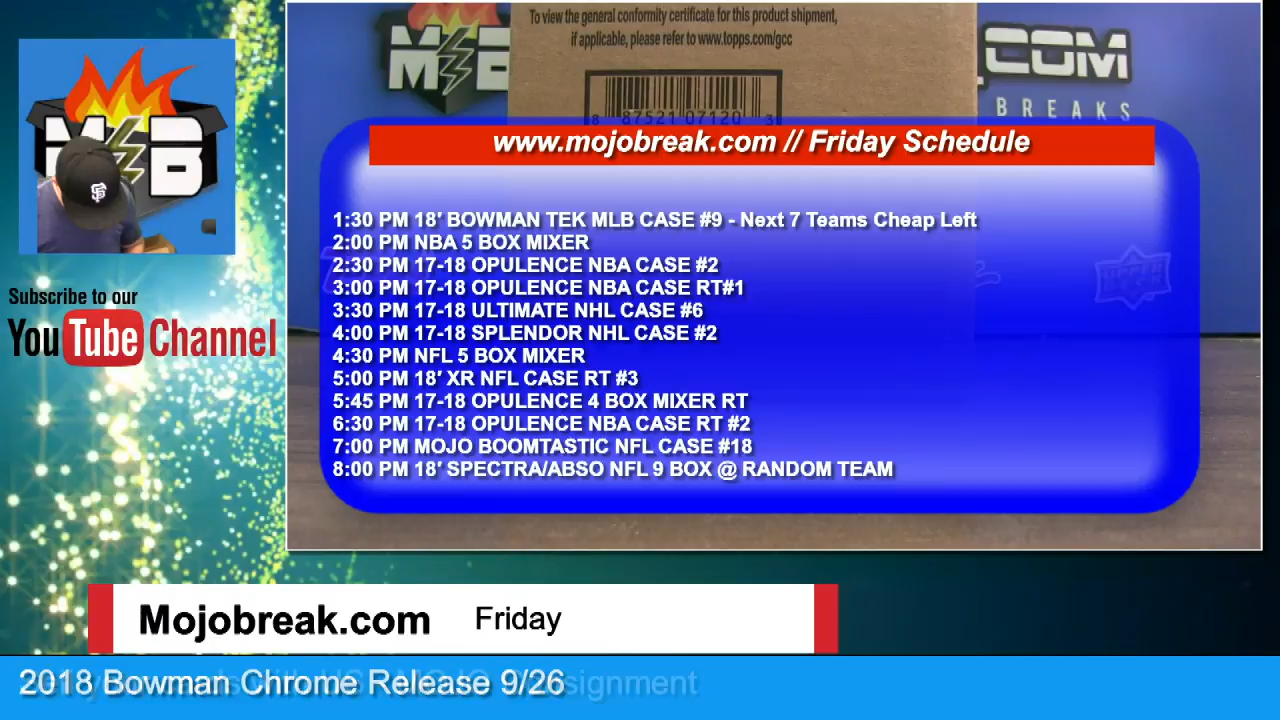 To view the general conformity certificate for this product shipment,
if applicable, please refer to www.topps.com/gcc
M B
.COM
BREAKS
8 87521 07120 3
M B
SF
www.mojobreak.com // Friday Schedule
1:30 PM 18' BOWMAN TEK MLB CASE #9 - Next 7 Teams Cheap Left
2:00 PM NBA 5 BOX MIXER
2:30 PM 17-18 OPULENCE NBA CASE #2
3:00 PM 17-18 OPULENCE NBA CASE RT#1
3:30 PM 17-18 ULTIMATE NHL CASE #6
4:00 PM 17-18 SPLENDOR NHL CASE #2
4:30 PM NFL 5 BOX MIXER
5:00 PM 18' XR NFL CASE RT #3
5:45 PM 17-18 OPULENCE 4 BOX MIXER RT
6:30 PM 17-18 OPULENCE NBA CASE RT #2
7:00 PM MOJO BOOMTASTIC NFL CASE #18
8:00 PM 18' SPECTRA/ABSO NFL 9 BOX @ RANDOM TEAM
Subscribe to our
YouTube Channel
Mojobreak.com Friday
2018 Bowman Chrome Release 9/26